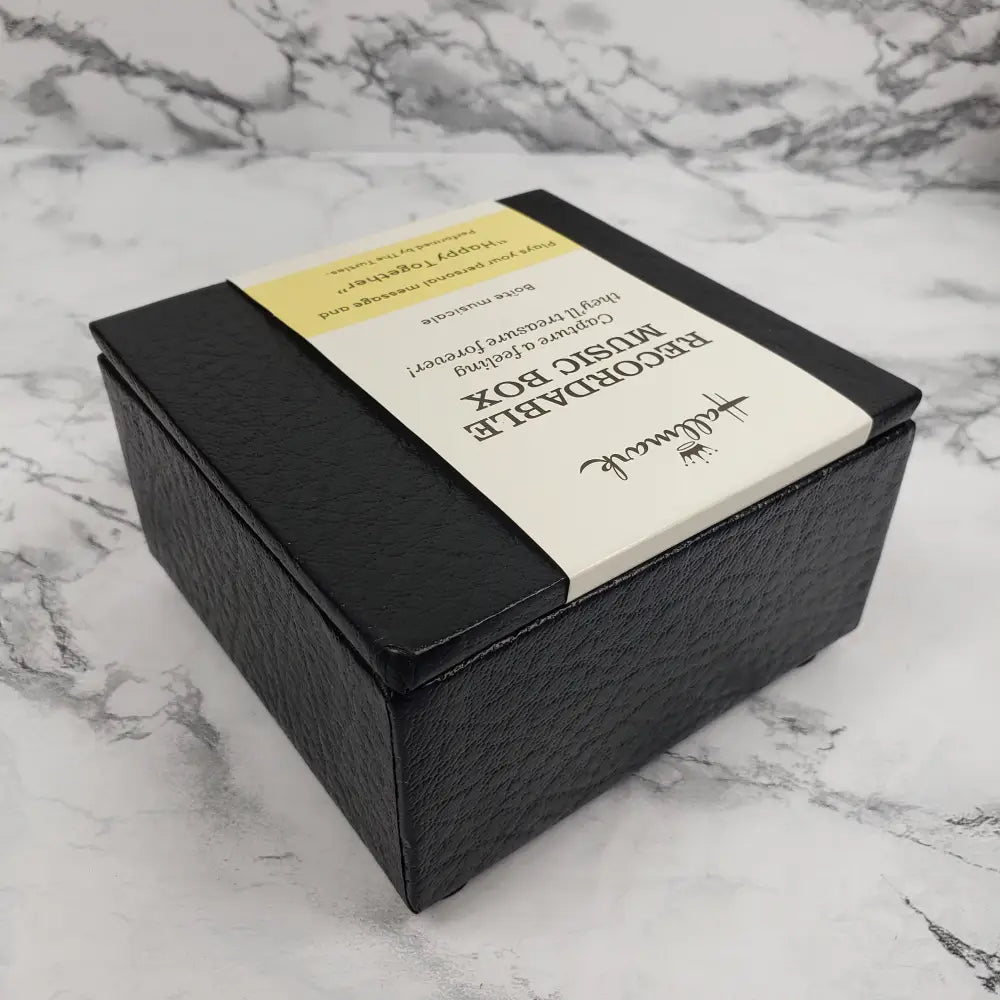 Hallmark
RECORDABLE
MUSIC BOX
Capture a feeling
they'll treasure forever!
Boîte musicale
Plays your personal message and
"Happy Together"
Performed by The Turtles.